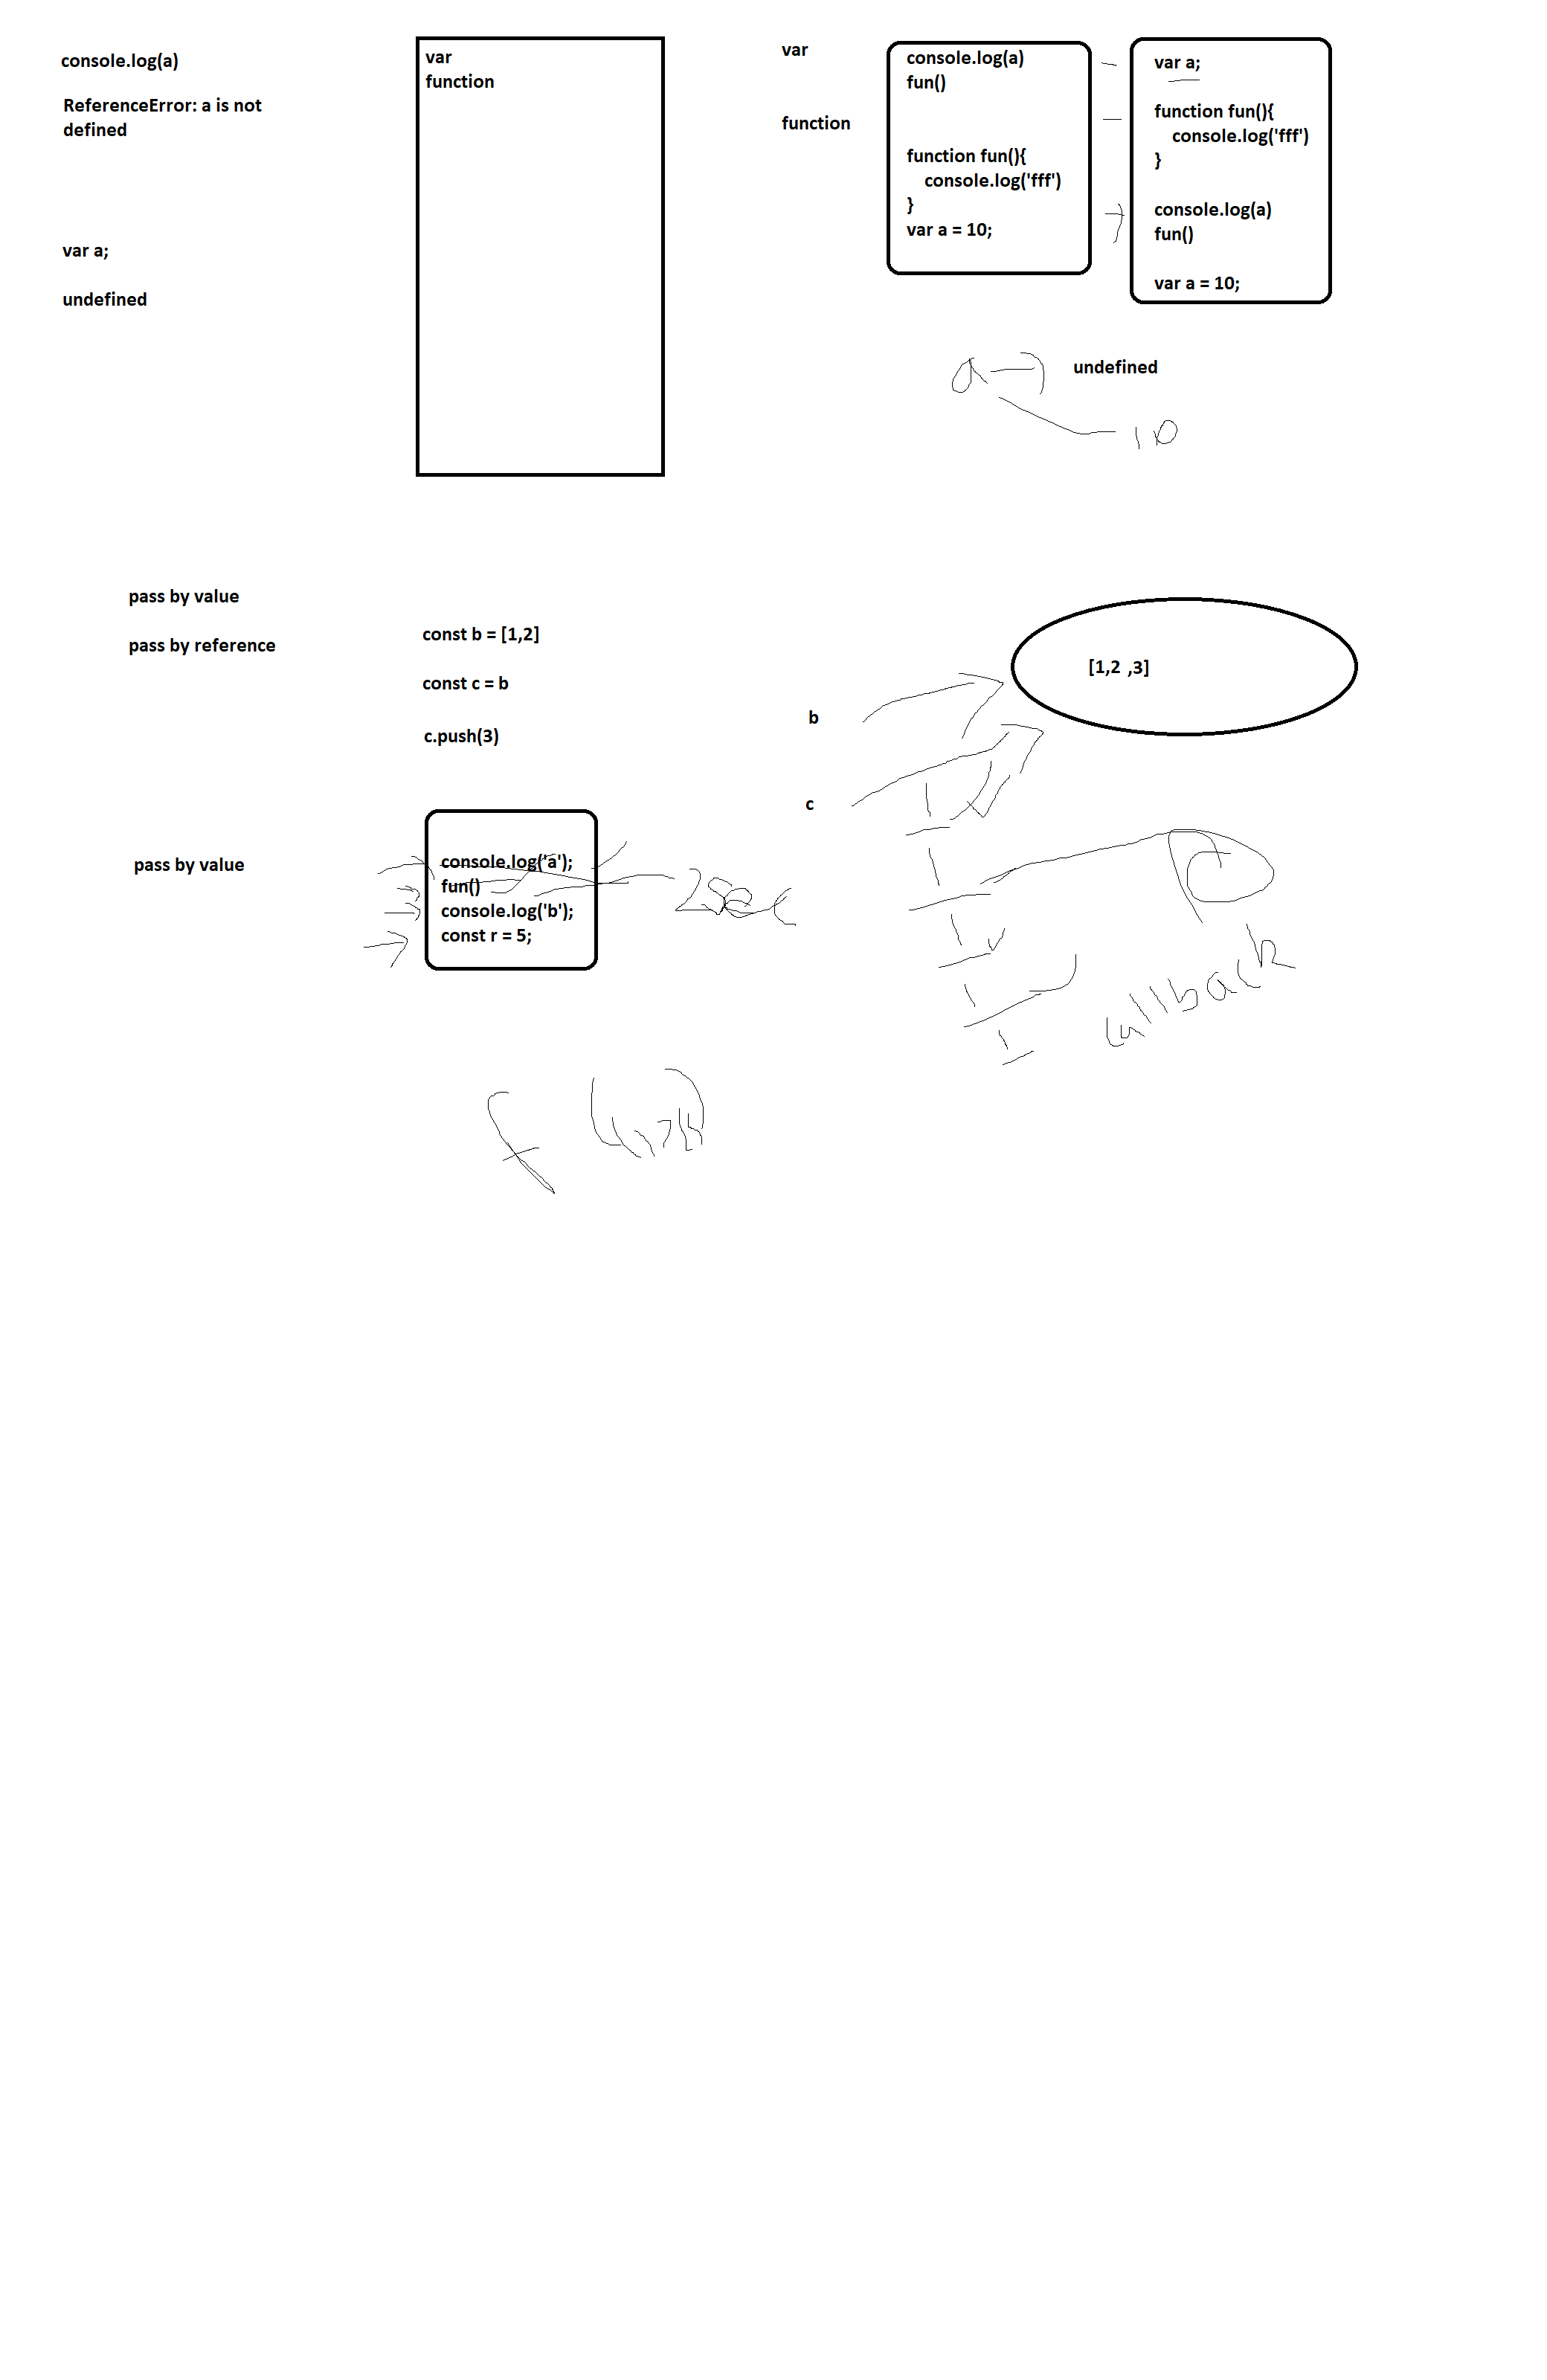 console.log(a)
ReferenceError: a is not
defined
var a;
undefined
var
function
var
function
console.log(a)
fun()
function fun(){
console.log('fff')
}
var a = 10;
var a;
function fun(){
console.log('fff')
}
console.log(a)
fun()
var a = 10;
a
undefined
10
pass by value
pass by reference
const b = [1,2]
const c = b
c.push(3)
b
c
[1,2 ,3]
pass by value
console.log('a');
fun()
console.log('b');
const r = 5;
callback
f